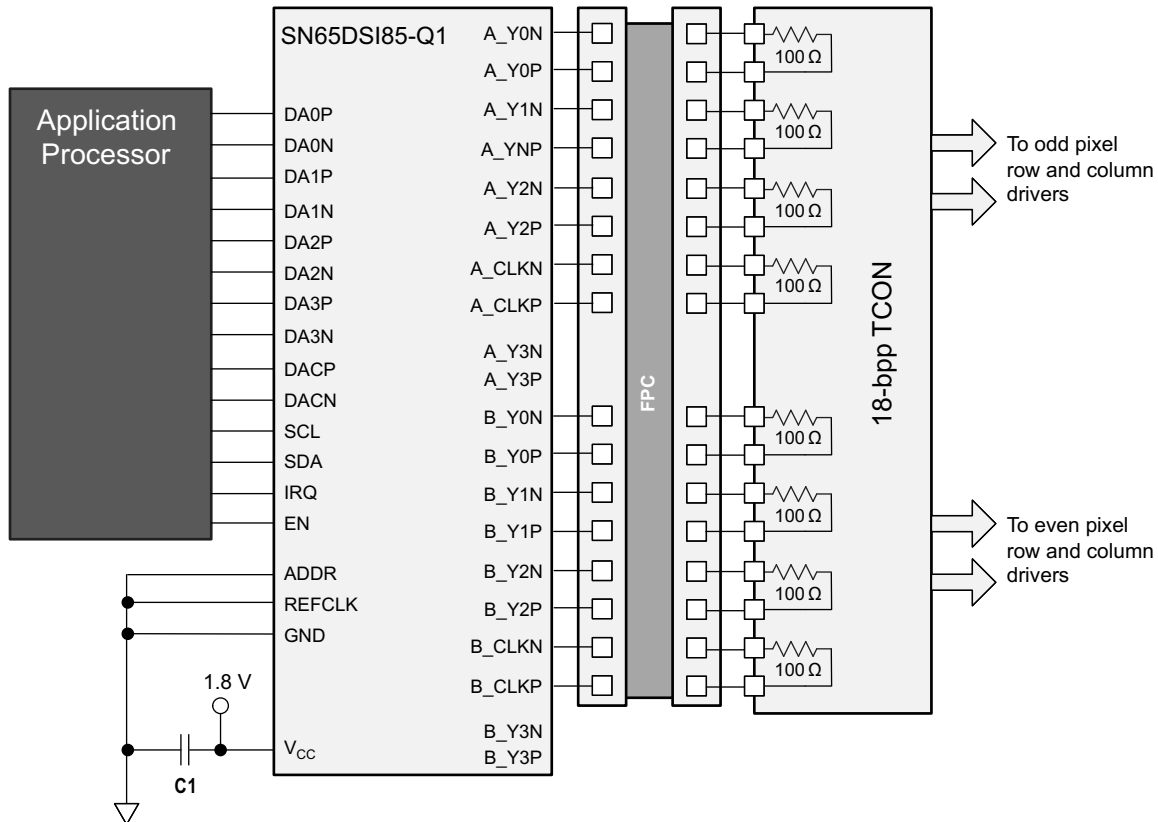 SN65DSI85-Q1
Application
Processor
DA0P
DA0N
DA1P
DA1N
DA2P
DA2N
DA3P
DA3N
DACP
DACN
SCL
SDA
IRQ
EN
ADDR
REFCLK
GND
1.8 V
VCC
C1
A_Y0N
A_Y0P
A_Y1N
A_YNP
A_Y2N
A_Y2P
A_CLKN
A_CLKP
A_Y3N
A_Y3P
B_Y0N
B_Y0P
B_Y1N
B_Y1P
B_Y2N
B_Y2P
B_CLKN
B_CLKP
B_Y3N
B_Y3P
FPC
100 Ω
100 Ω
100 Ω
100 Ω
100 Ω
100 Ω
100 Ω
100 Ω
18-bpp TCON
To odd pixel
row and column
drivers
To even pixel
row and column
drivers